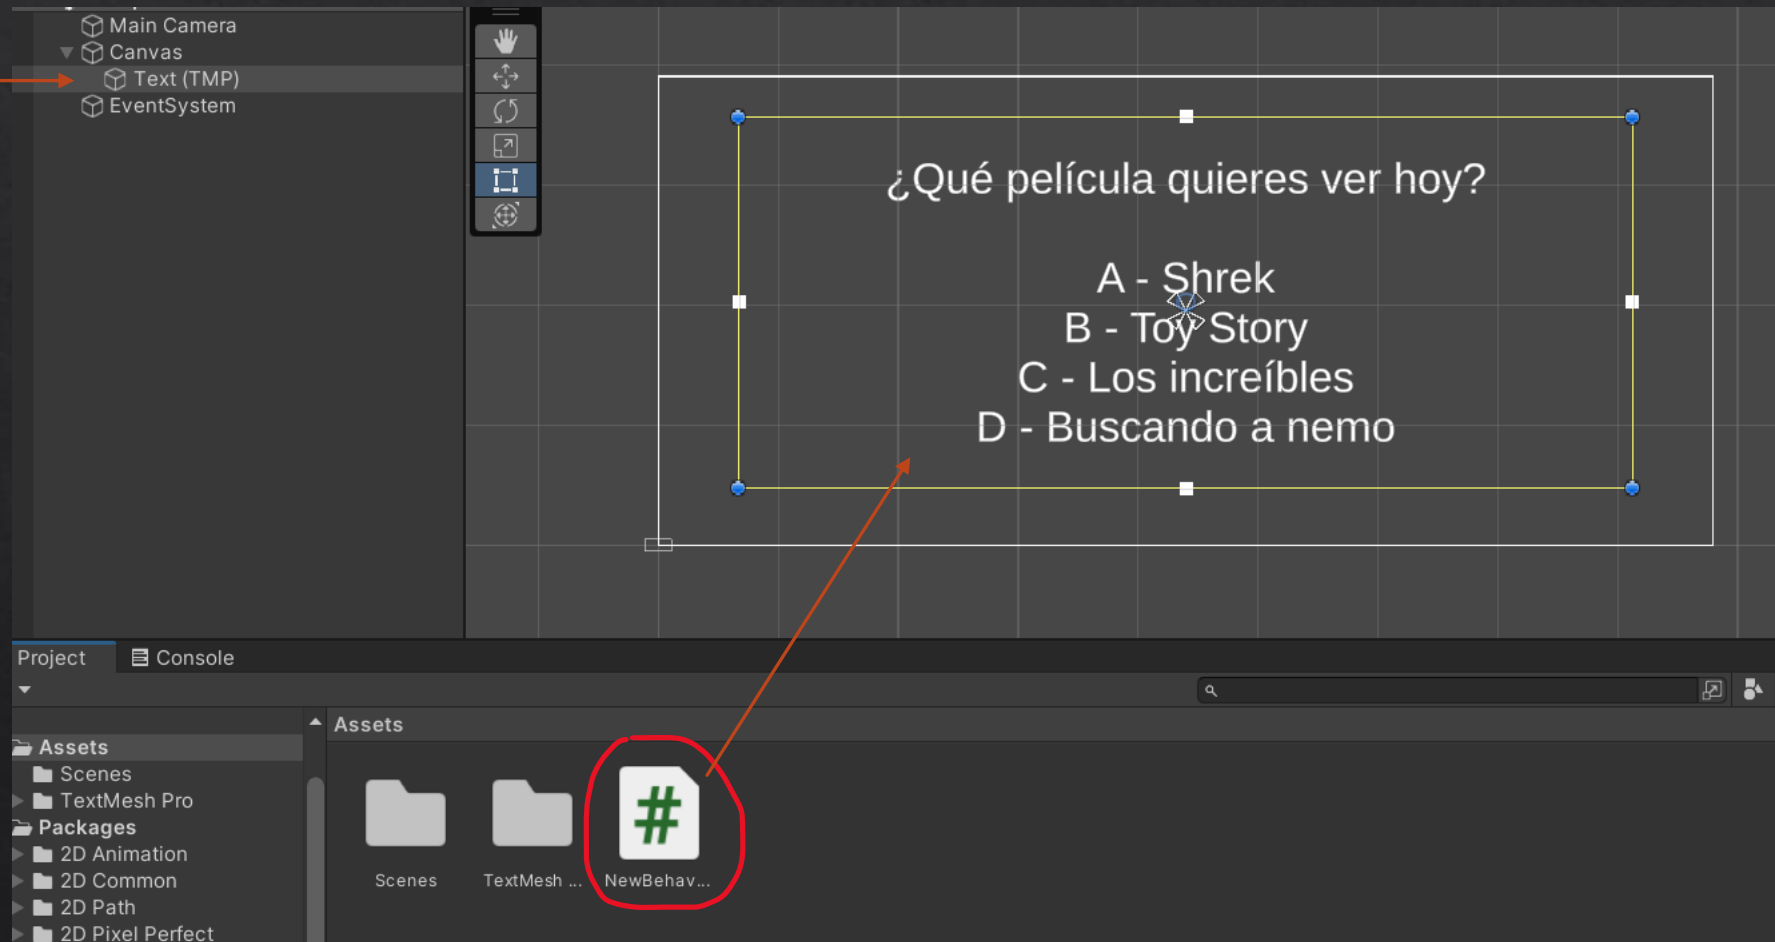 Main Camera
Canvas
Text (TMP)
EventSystem
¿Qué película quieres ver hoy?
A - Shrek
B - Toy Story
C - Los increíbles
D - Buscando a nemo
Project
Console
Assets
Scenes
TextMesh Pro
Packages
2D Animation
2D Common
2D Path
2D Pixel Perfect
Assets
#
Scenes
TextMesh ...
NewBehav...